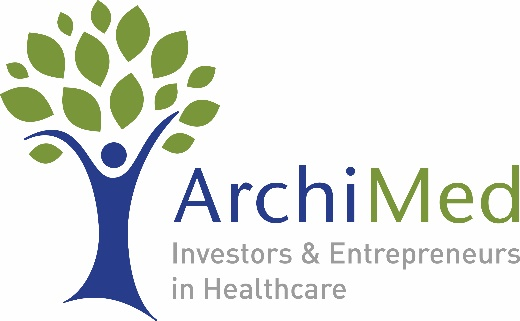 ArchiMed
Investors & Entrepreneurs
in Healthcare